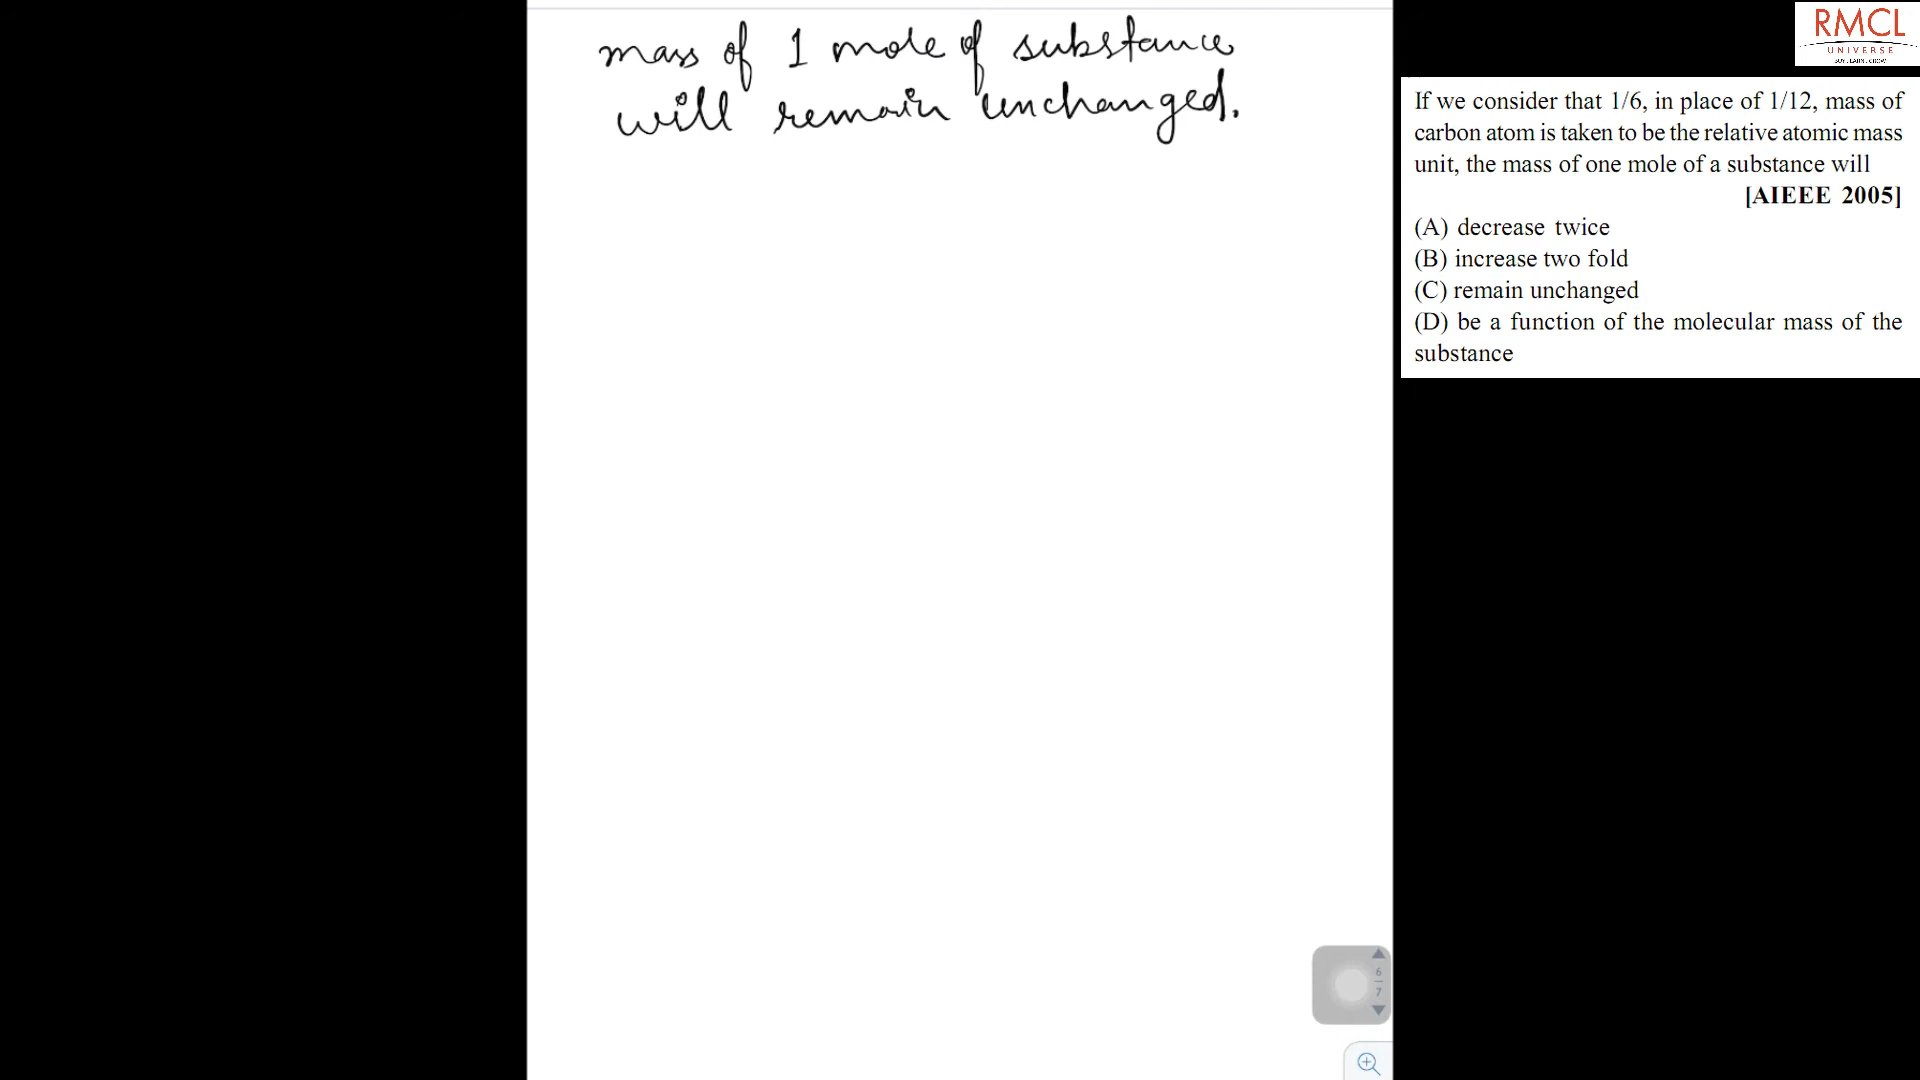 mass of 1 mole of substance
will remain unchanged.
RMCL
UNIVERSE
If we consider that 1/6, in place of 1/12, mass of
carbon atom is taken to be the relative atomic mass
unit, the mass of one mole of a substance will
[AIEEE 2005]
(A) decrease twice
(B) increase two fold
(C) remain unchanged
(D) be a function of the molecular mass of the
substance
6
7